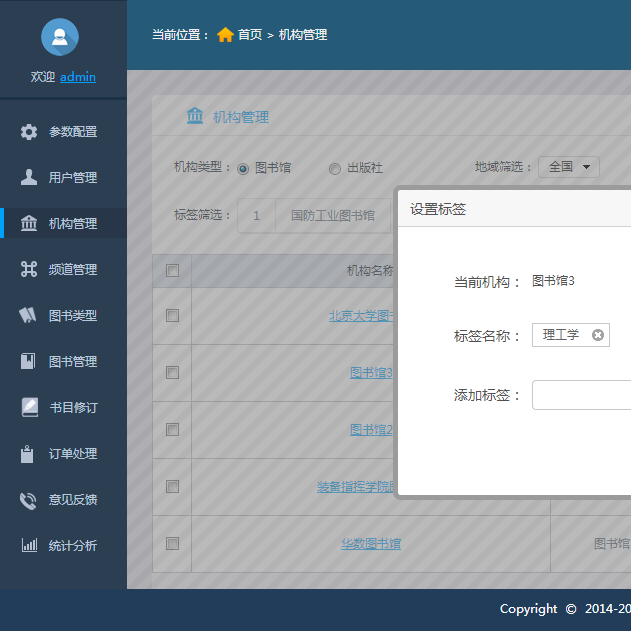 当前位置： 首页 > 机构管理
欢迎 admin
参数配置
用户管理
机构管理
频道管理
图书类型
图书管理
书目修订
订单处理
意见反馈
统计分析
机构管理
机构类型： 图书馆 出版社 地域筛选： 全国
标签筛选： 1 国防工业图书馆
机构名称
北京大学图
图书馆3
图书馆2
装备指挥学院
华数图书馆 图书馆
设置标签
当前机构： 图书馆3
标签名称： 理工学
添加标签：
Copyright © 2014-20